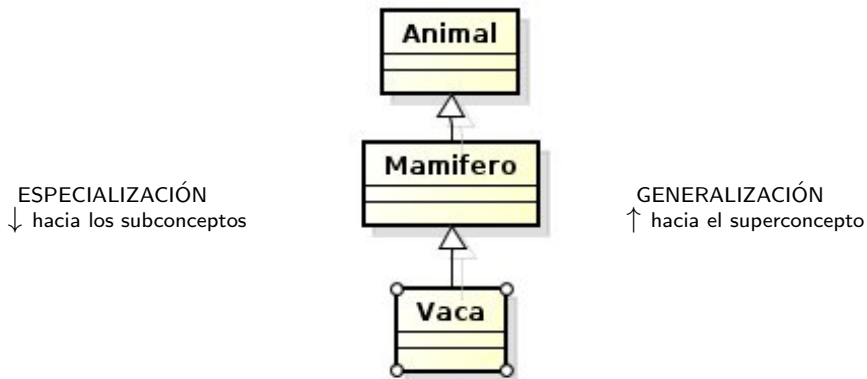 Animal
Mamifero
ESPECIALIZACIÓN
↓ hacia los subconceptos
GENERALIZACIÓN
↑ hacia el superconcepto
Vaca